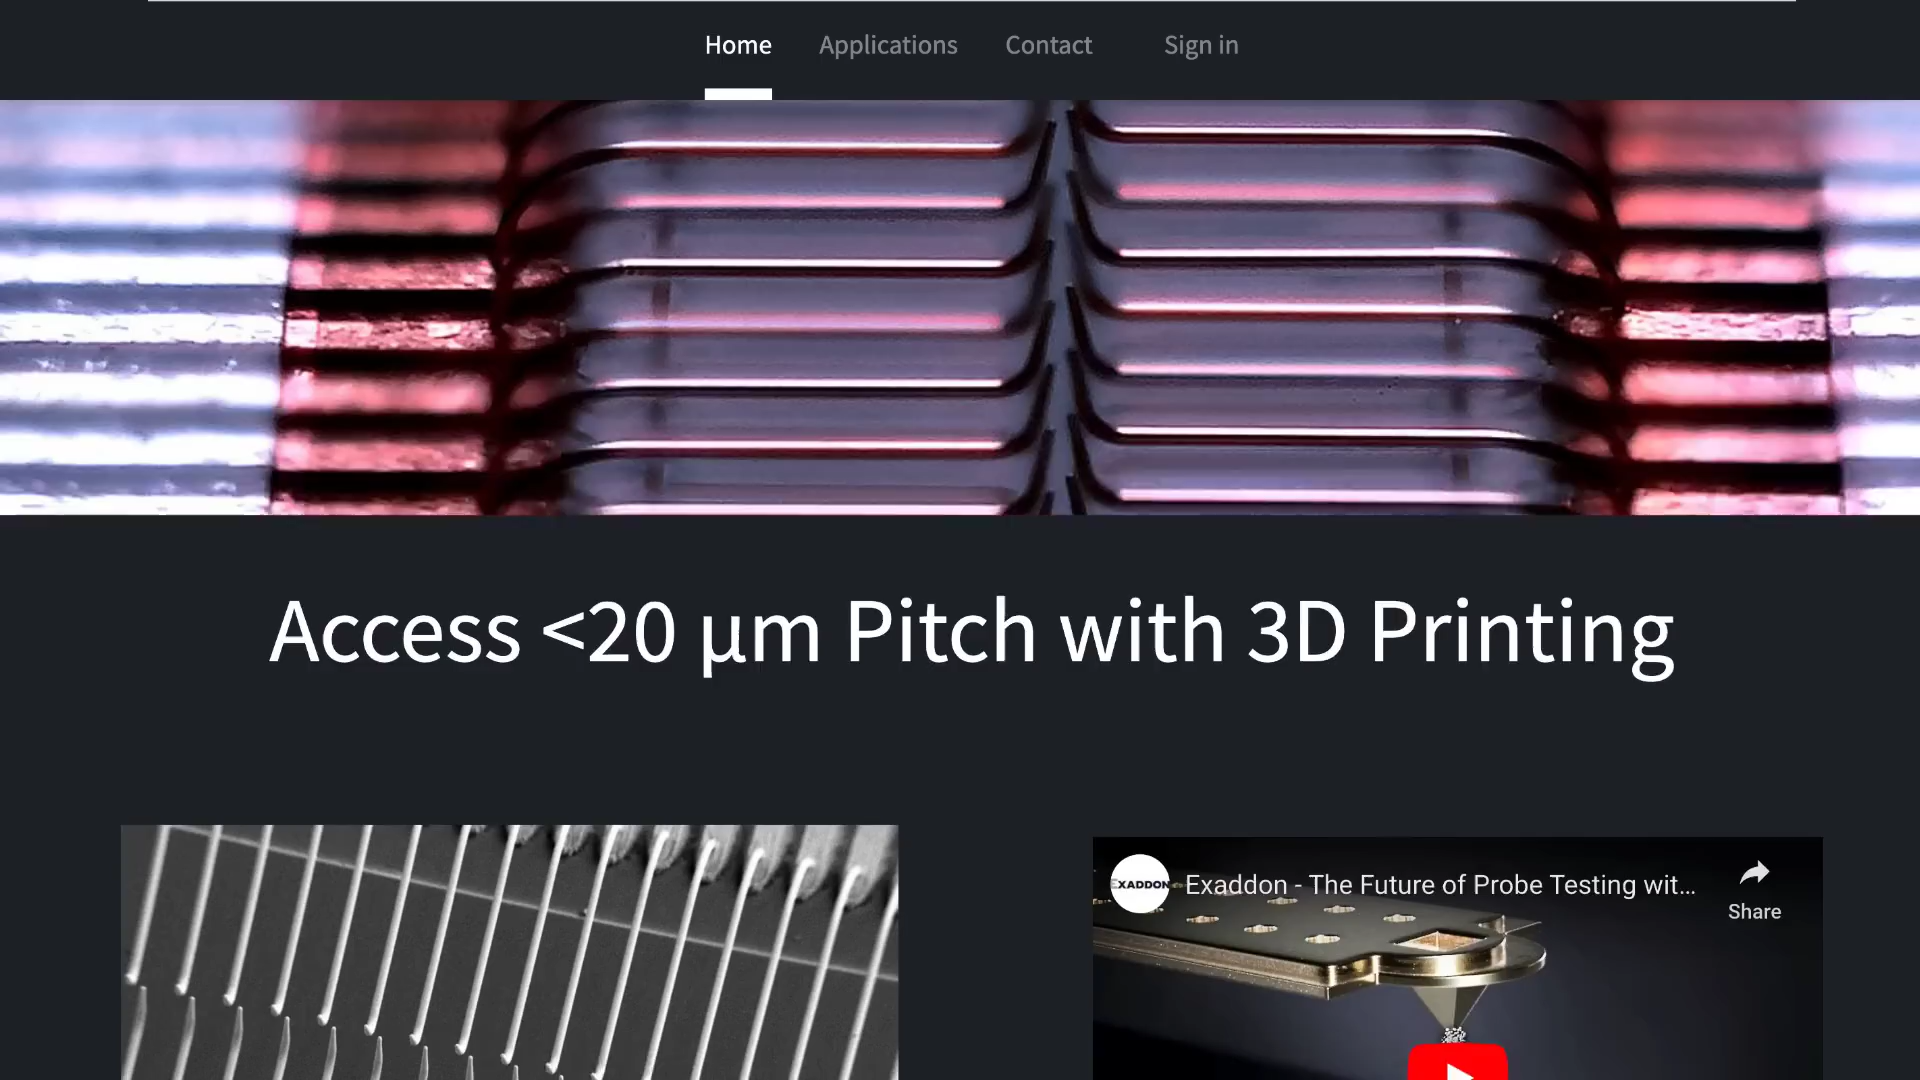 Home Applications Contact Sign in
Access <20 µm Pitch with 3D Printing
EXADDON
Exaddon - The Future of Probe Testing wit...
Share